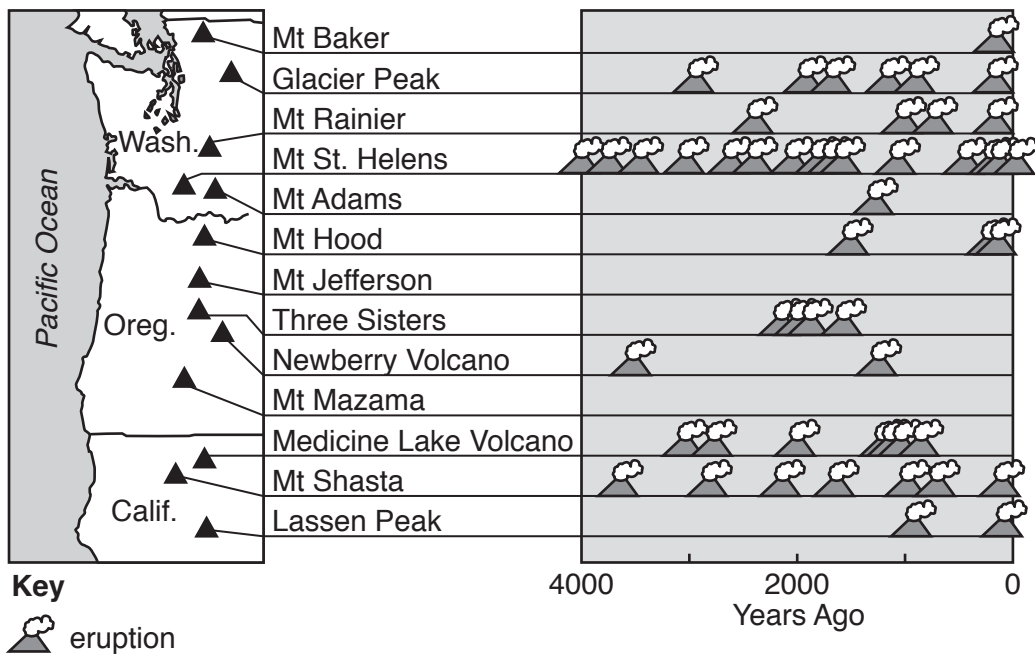 Mt Baker
Glacier Peak
Mt Rainier
Wash.
Mt St. Helens
Mt Adams
Pacific Ocean
Mt Hood
Mt Jefferson
Oreg.
Three Sisters
Newberry Volcano
Mt Mazama
Medicine Lake Volcano
Mt Shasta
Calif.
Lassen Peak
4000 2000 0
Years Ago
Key
eruption